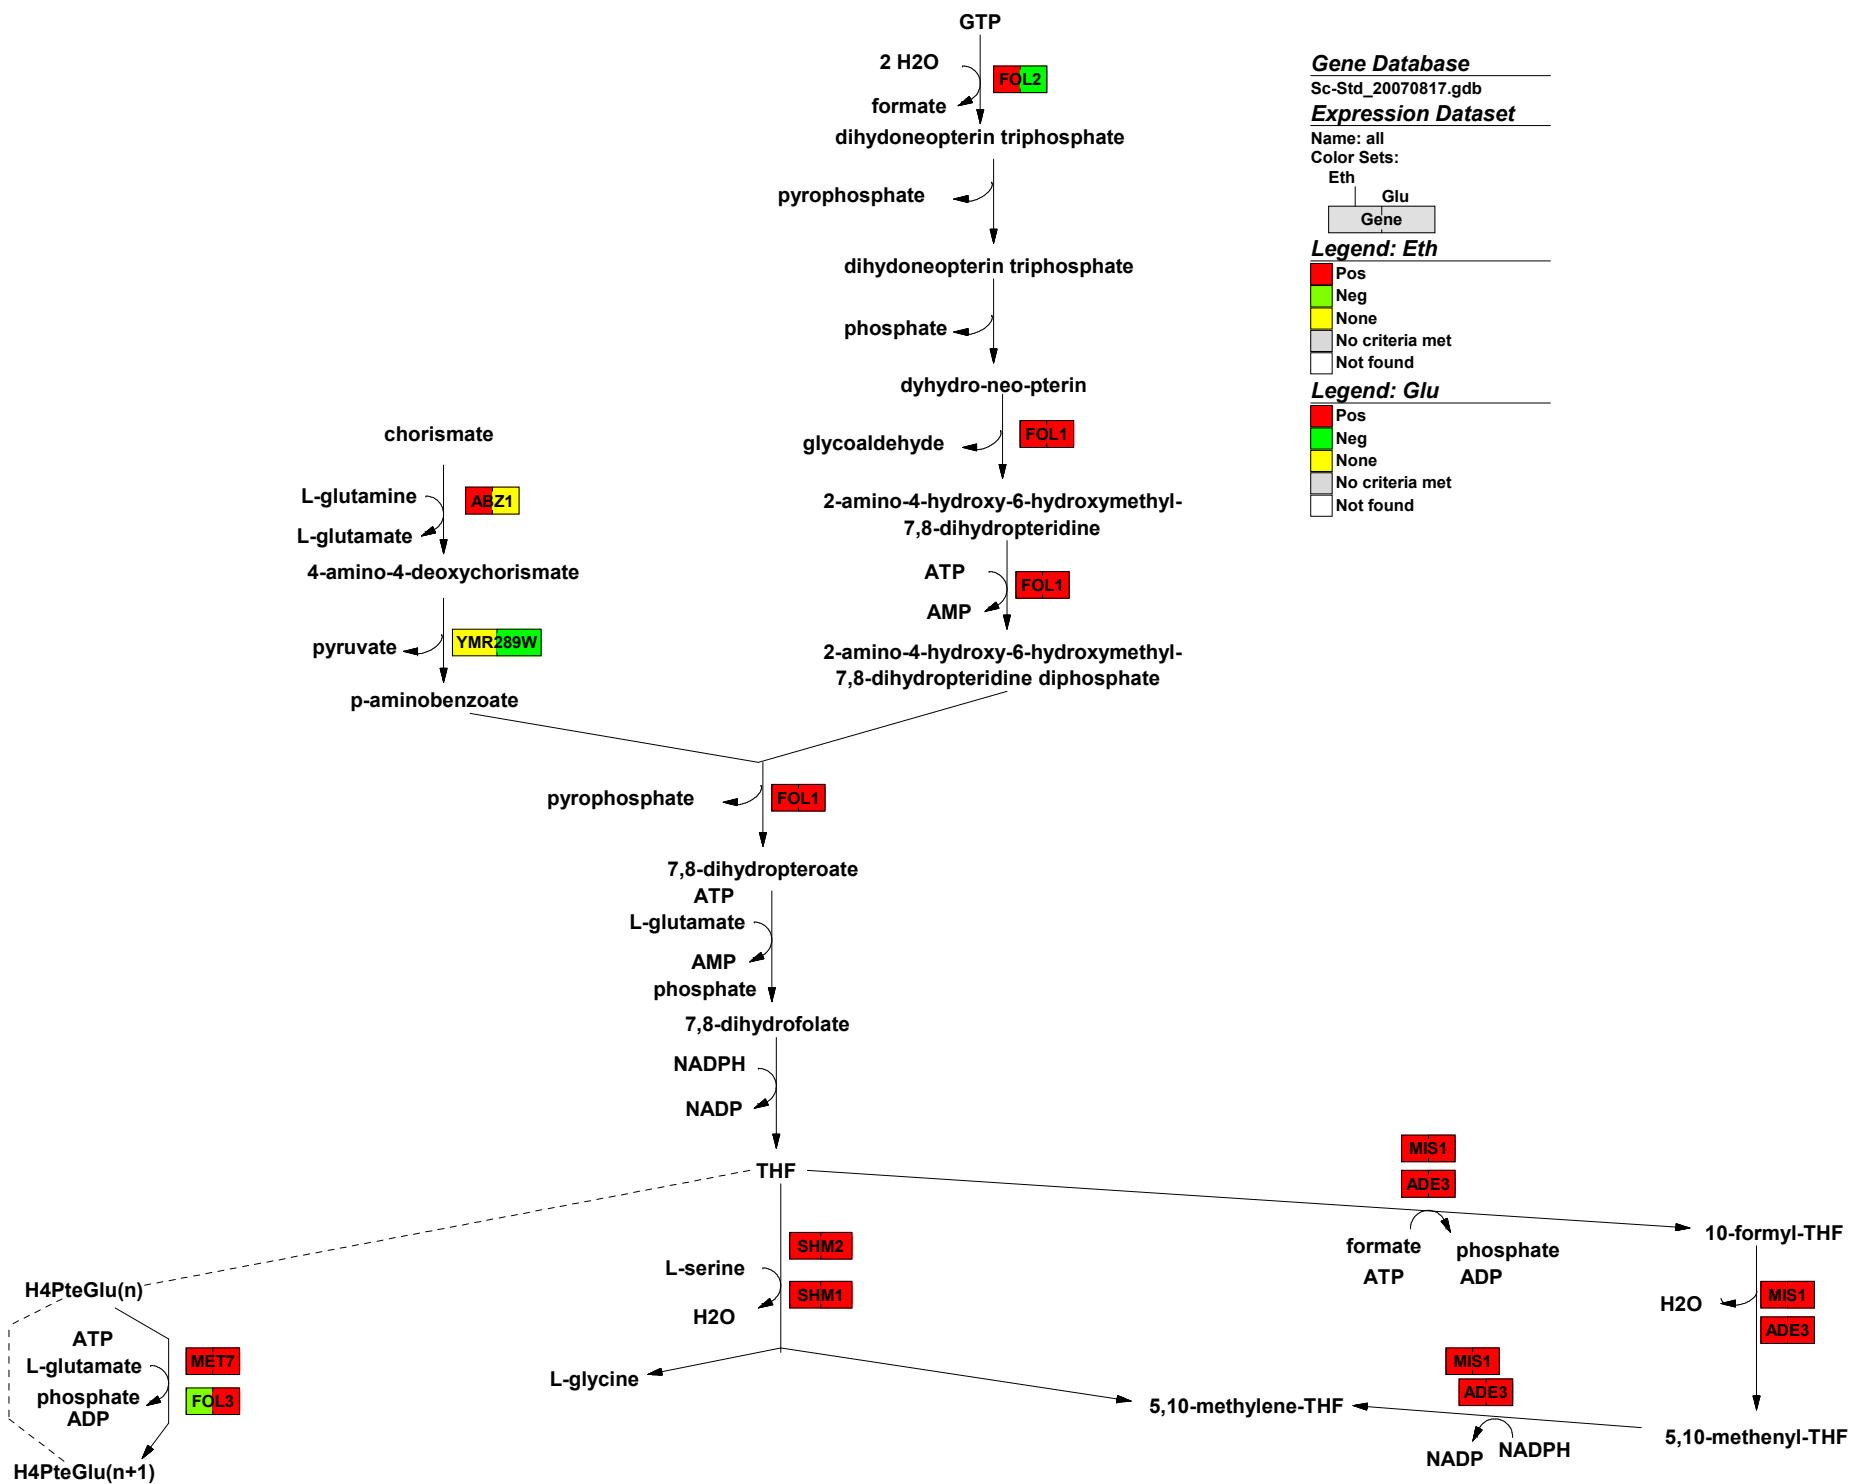 GTP
2 H2O
FOL2
formate
dihydoneopterin triphosphate
pyrophosphate
dihydoneopterin triphosphate
phosphate
dyhydro-neo-pterin
glycoaldehyde
FOL1
2-amino-4-hydroxy-6-hydroxymethyl-
7,8-dihydropteridine
ATP
FOL1
AMP
2-amino-4-hydroxy-6-hydroxymethyl-
7,8-dihydropteridine diphosphate
chorismate
L-glutamine
ABZ1
L-glutamate
4-amino-4-deoxychorismate
pyruvate
YMR289W
p-aminobenzoate
pyrophosphate
FOL1
7,8-dihydropteroate
ATP
L-glutamate
AMP
phosphate
7,8-dihydrofolate
NADPH
NADP
THF
SHM2
L-serine
SHM1
H2O
L-glycine
H4PteGlu(n)
ATP
L-glutamate
MET7
phosphate
FOL3
ADP
H4PteGlu(n+1)
MIS1
ADE3
formate
phosphate
ATP
ADP
10-formyl-THF
H2O
MIS1
ADE3
MIS1
ADE3
5,10-methylene-THF
NADP
NADPH
5,10-methenyl-THF
Gene Database
Sc-Std_20070817.gdb
Expression Dataset
Name: all
Color Sets:
Eth
Glu
Gene
Legend: Eth
Pos
Neg
None
No criteria met
Not found
Legend: Glu
Pos
Neg
None
No criteria met
Not found